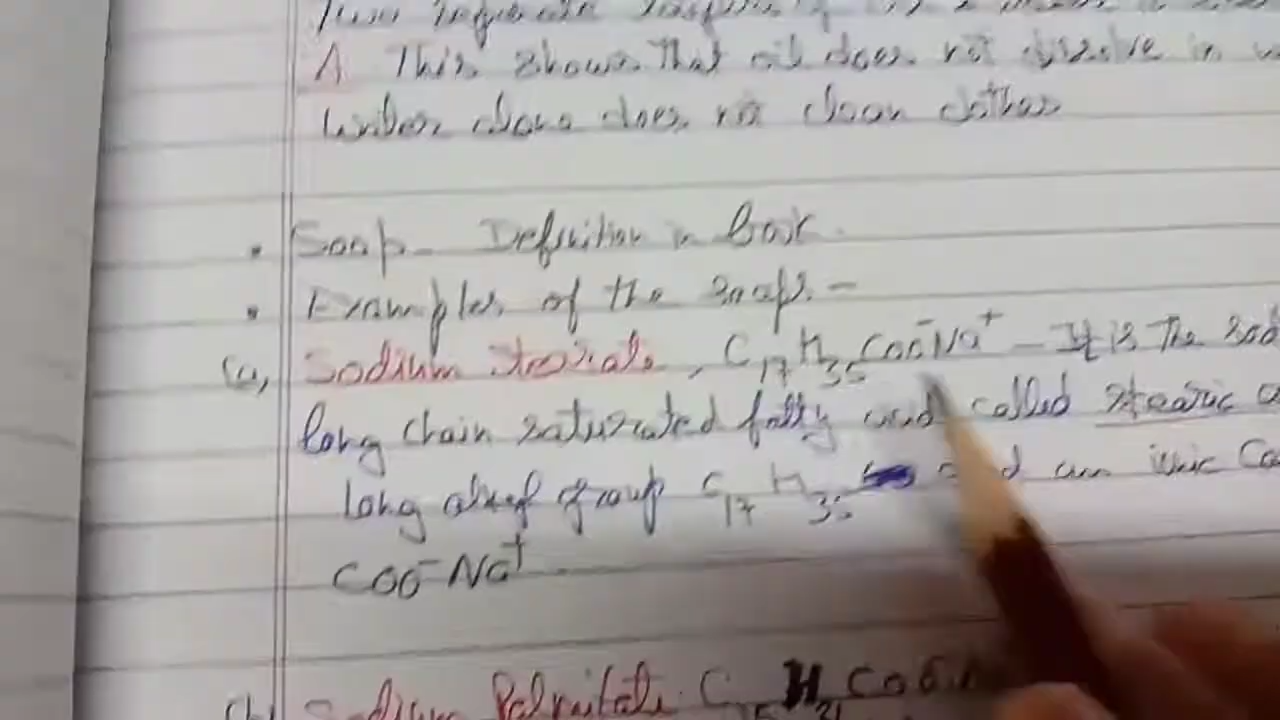 A. This shows that oil does not dissolve in
water alone does not clean clothes
• Soap - Definition in book.
• Examples of the soaps. -
(a) Sodium Stearate, C17H35COO⁻Na⁺ - It is the sod
long chain saturated fatty acid called stearic
long alkyl group C17H35 and an ionic
COO⁻Na⁺.
(b) Sodium Palmitate C15H31COO